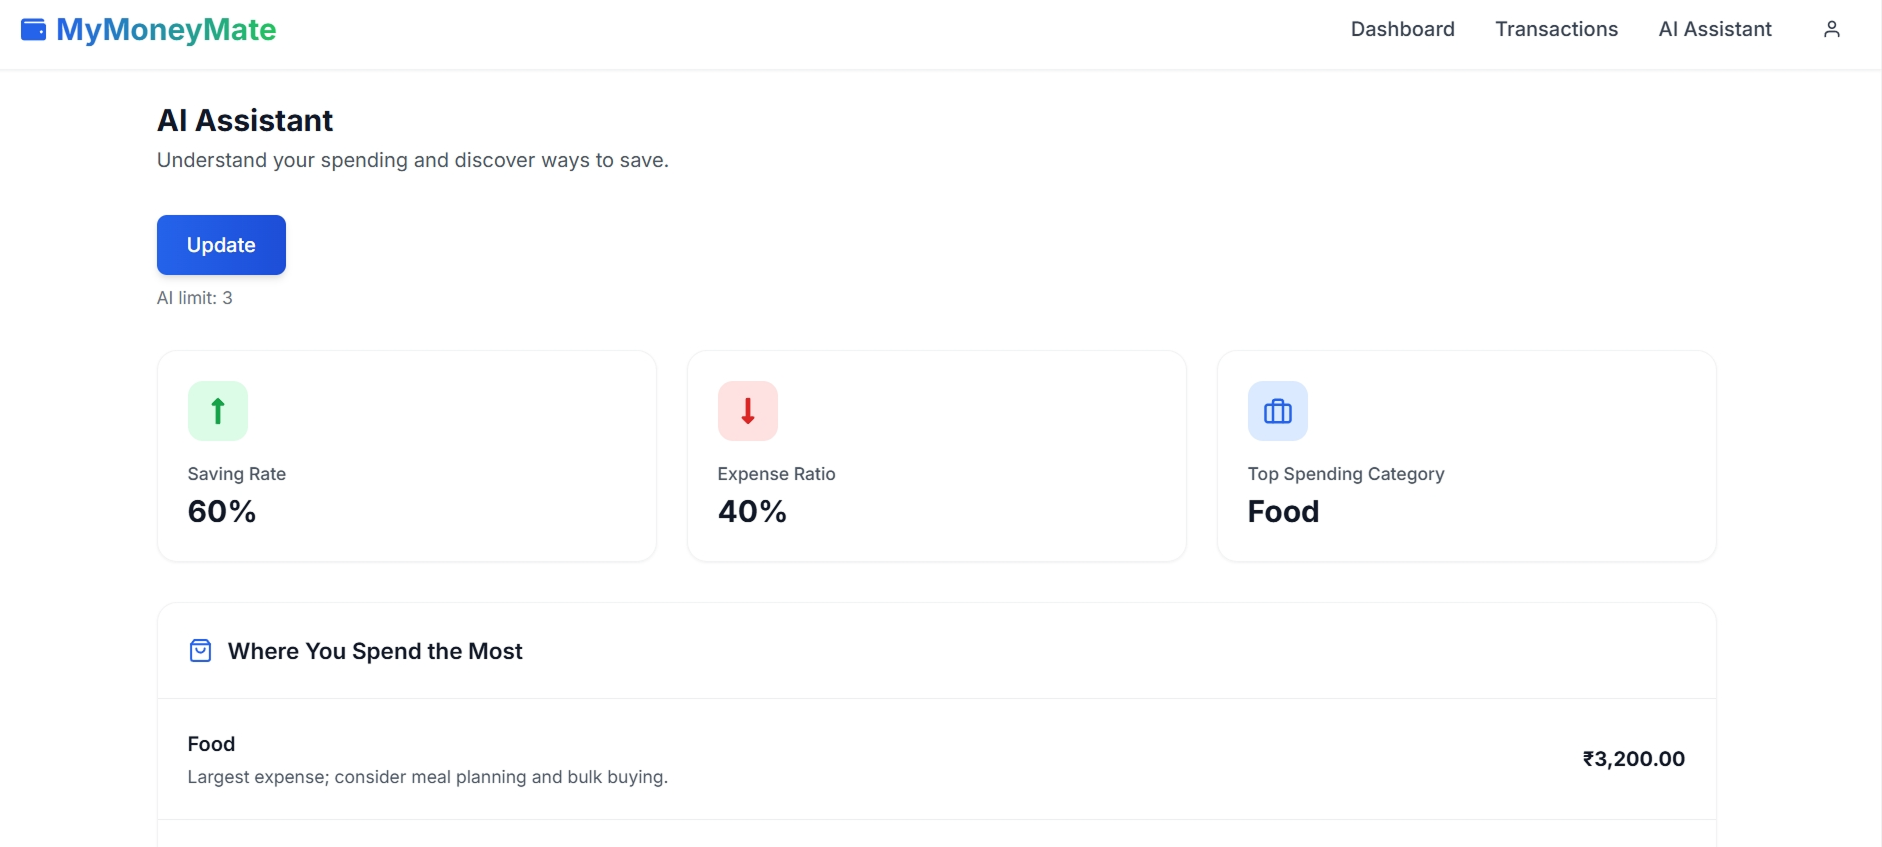 MyMoneyMate
Dashboard
Transactions
AI Assistant
AI Assistant
Understand your spending and discover ways to save.
Update
AI limit: 3
Saving Rate
60%
Expense Ratio
40%
Top Spending Category
Food
Where You Spend the Most
Food
Largest expense; consider meal planning and bulk buying.
₹3,200.00